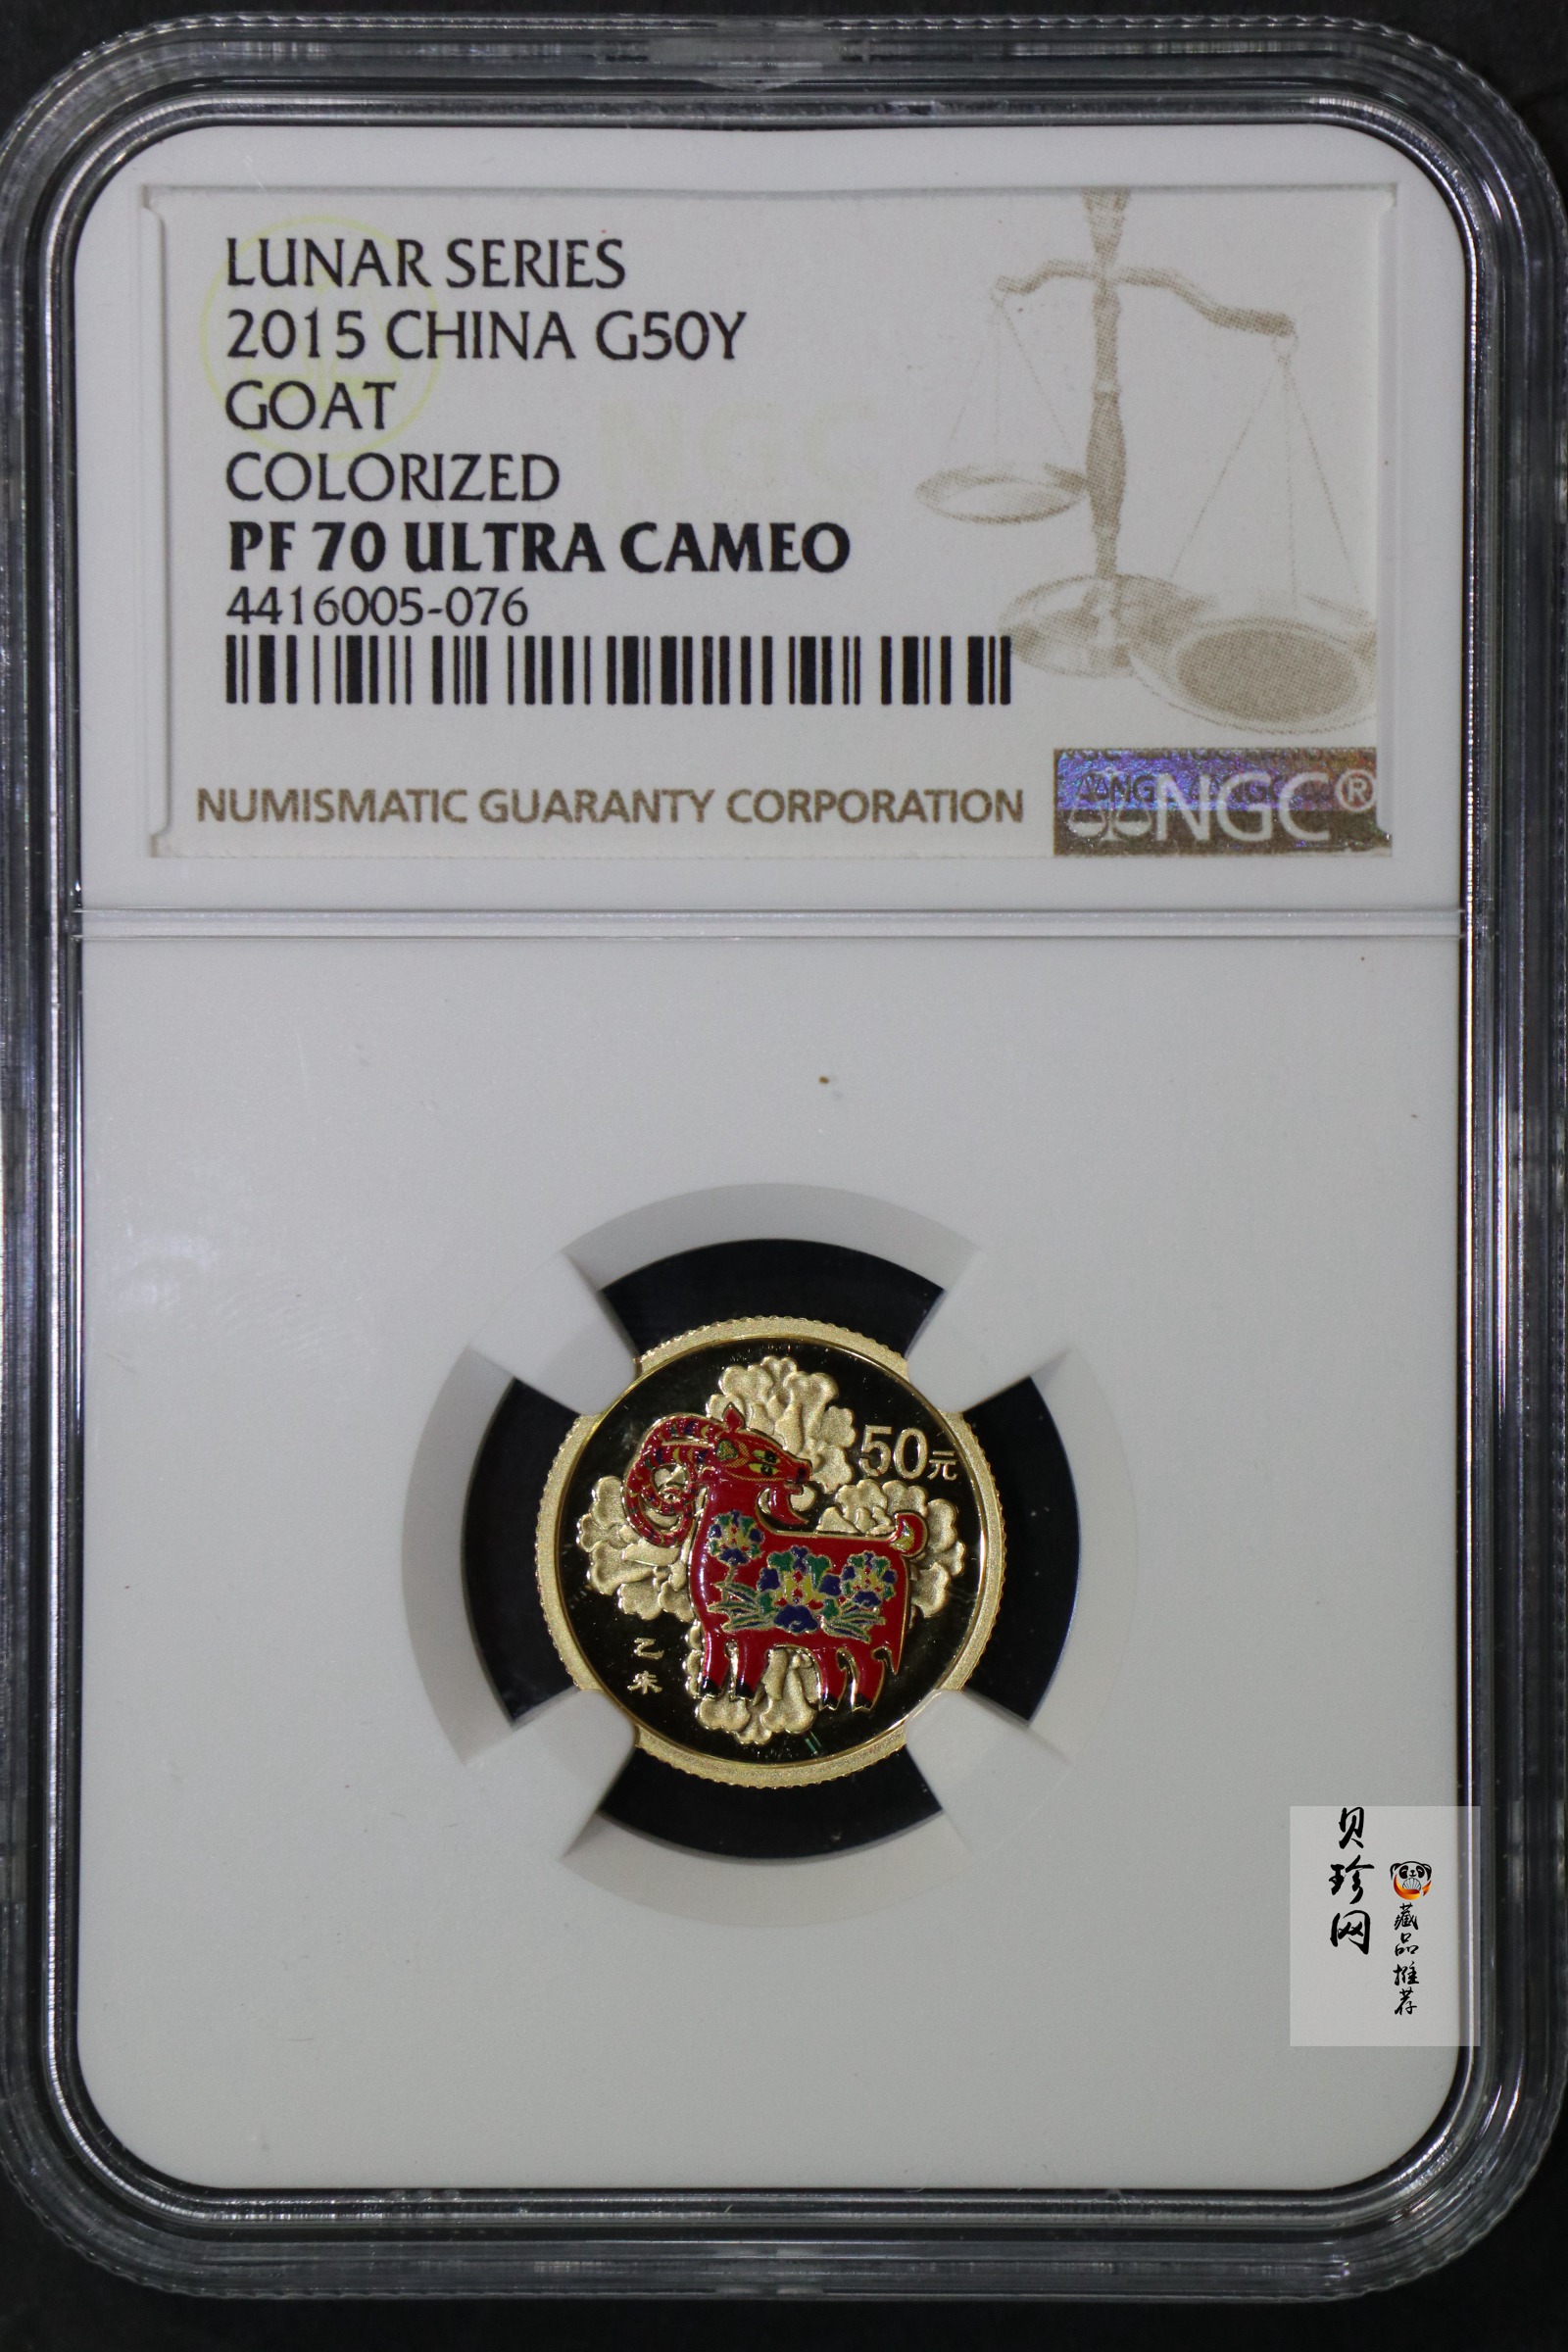 LUNAR SERIES
2015 CHINA G50Y
GOAT
COLORIZED
PF 70 ULTRA CAMEO
4416005-076
NUMISMATIC GUARANTY CORPORATION
NGC®
NGC
50元
乙未
贝珍网
藏品推荐